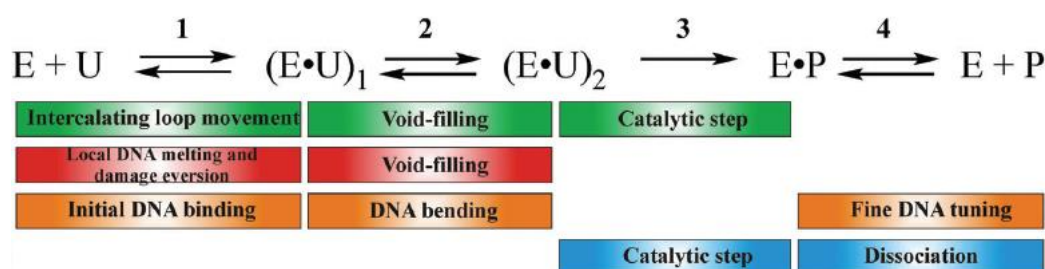 1 2 3 4
E + U (E•U)1 (E•U)2 E•P E + P
Intercalating loop movement Void-filling Catalytic step
Local DNA melting and
damage eversion Void-filling
Initial DNA binding DNA bending Fine DNA tuning
Catalytic step Dissociation